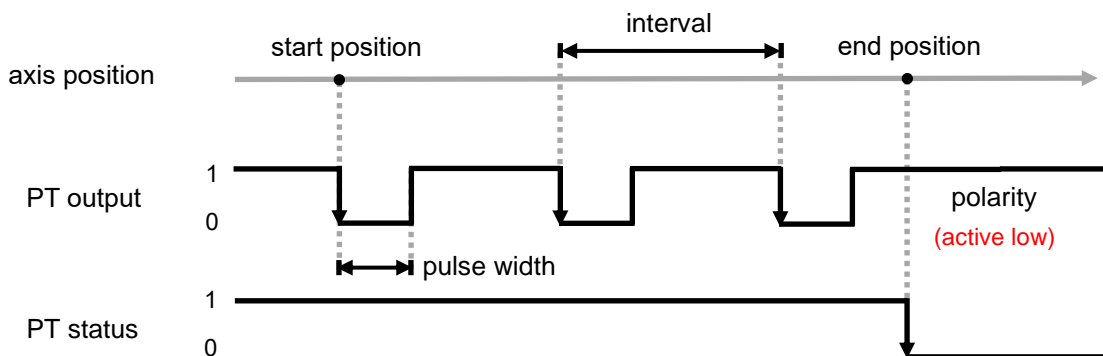 interval
start position
end position
axis position
1
PT output
0
polarity
(active low)
pulse width
1
PT status
0